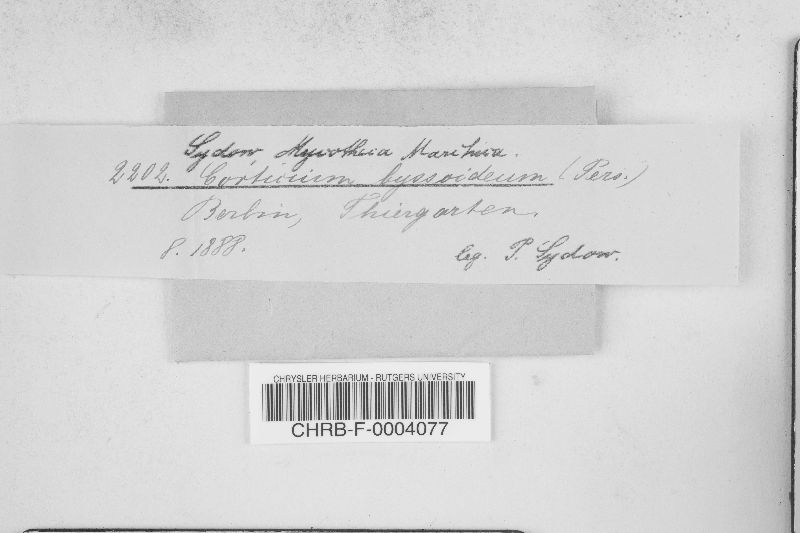 Sydow, Mycotheca Marchica.
2202. Corticium byssoideum (Pers.)
Berlin, Thiergarten.
8. 1888.
leg. P. Sydow.
CHRYSLER HERBARIUM - RUTGERS UNIVERSITY
CHRB-F-0004077